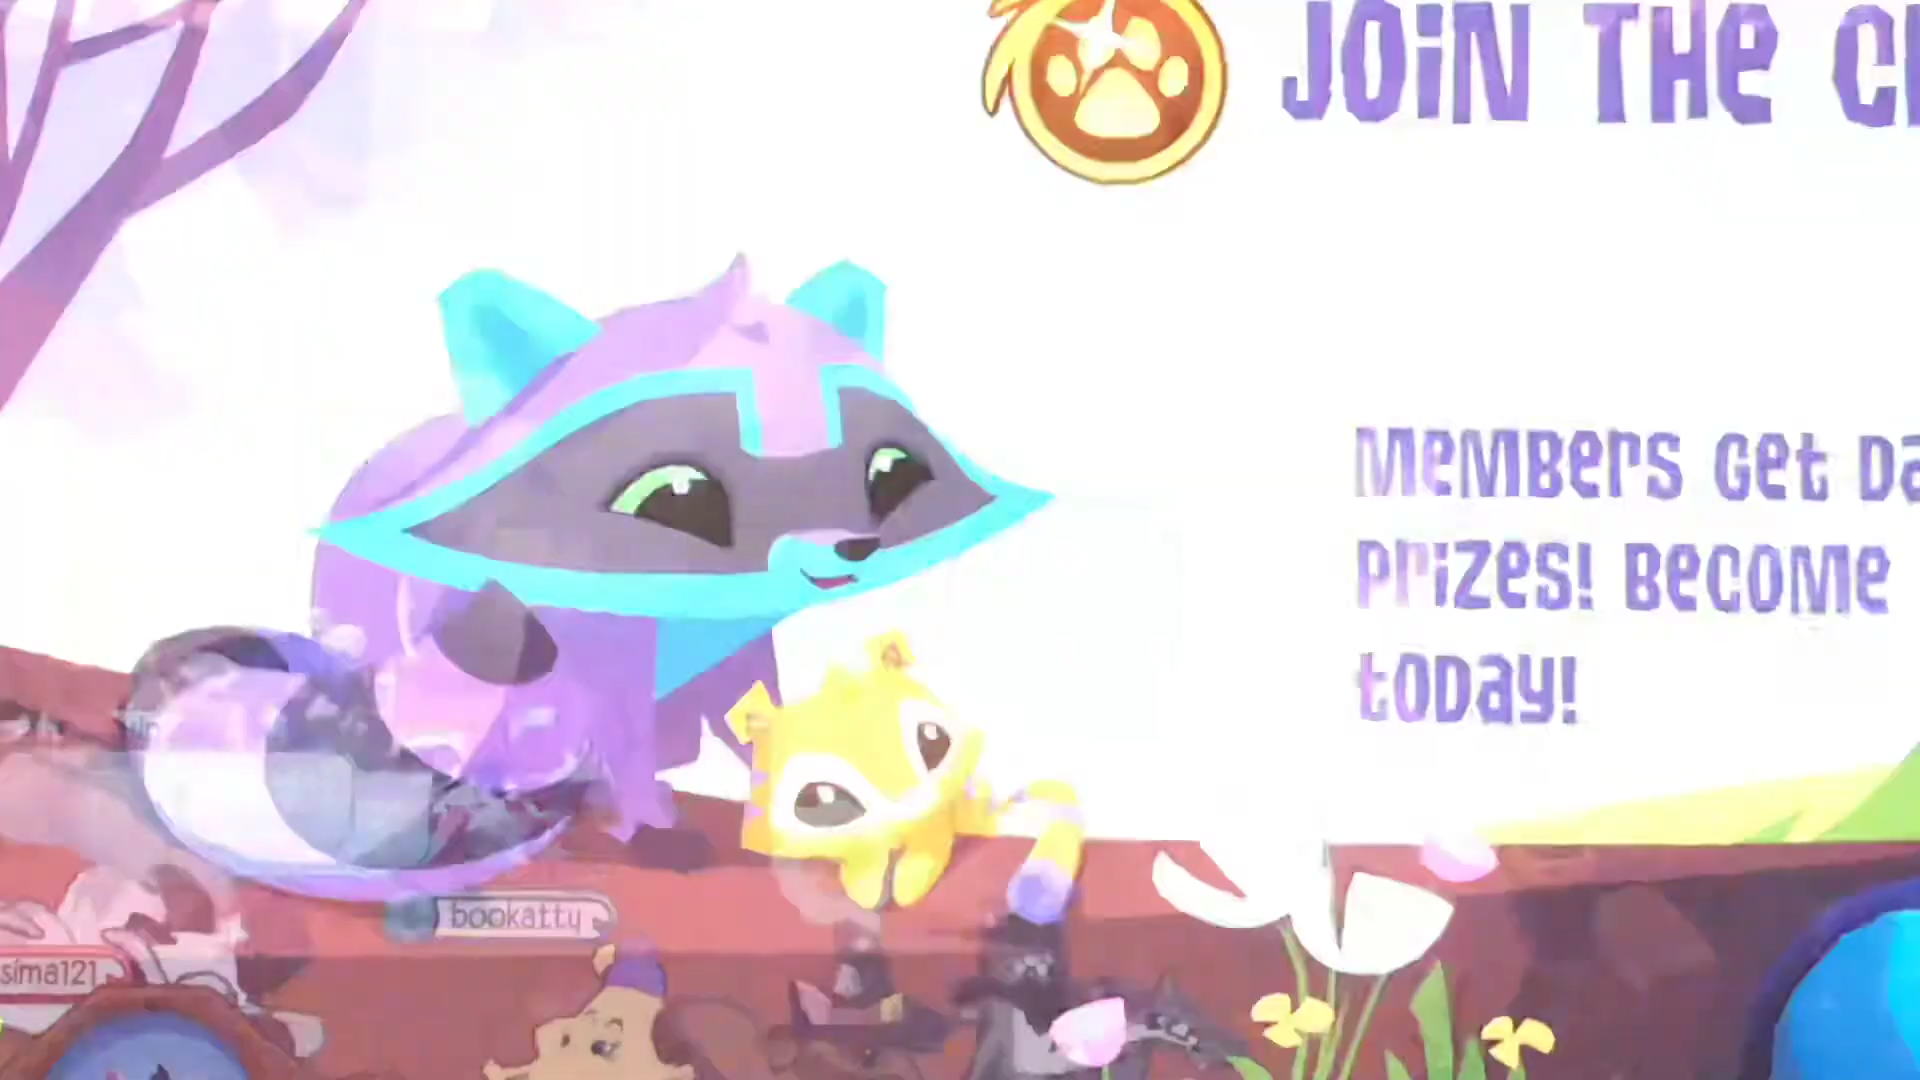 JOIN THE
MEMBERS GET
PRIZES! BECOME
TODAY!
bookatty
sima121